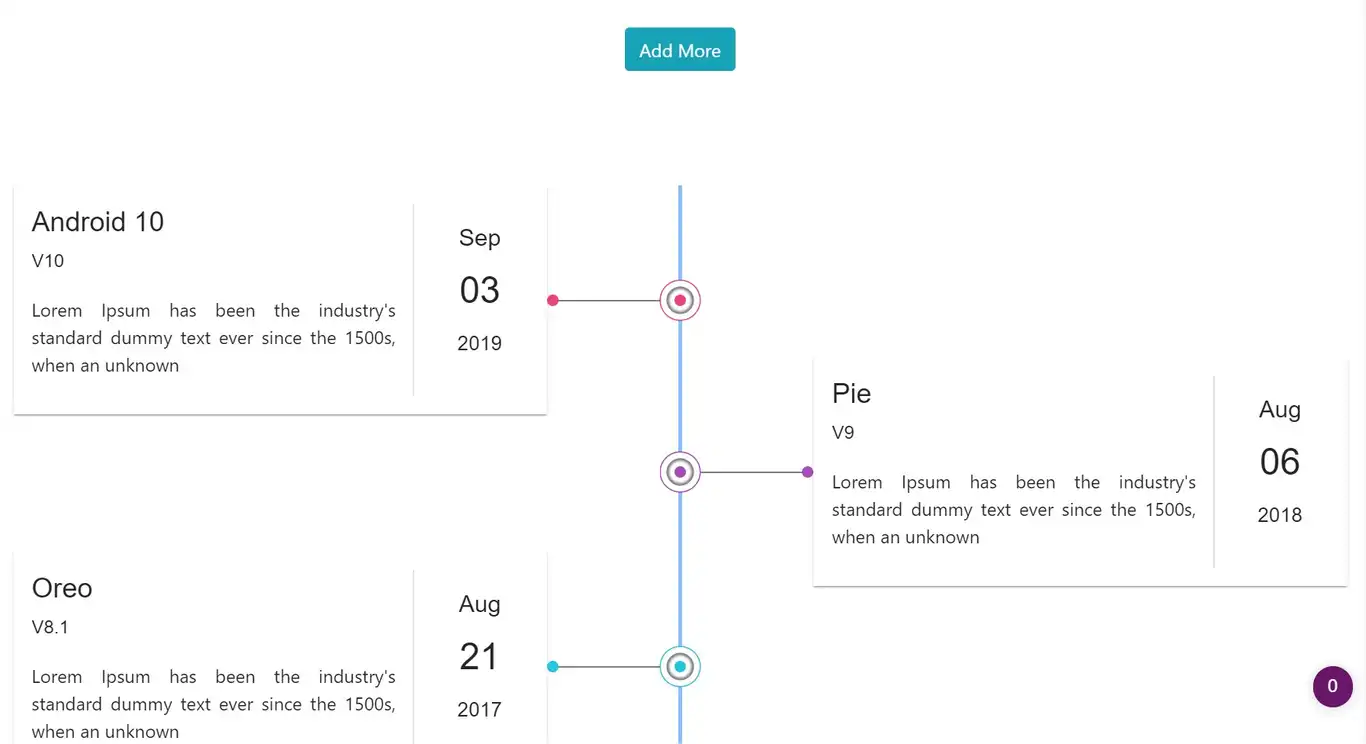 Add More
Android 10
V10
Lorem Ipsum has been the industry's
standard dummy text ever since the 1500s,
when an unknown
Sep
03
2019
Pie
V9
Lorem Ipsum has been the industry's
standard dummy text ever since the 1500s,
when an unknown
Aug
06
2018
Oreo
V8.1
Lorem Ipsum has been the industry's
standard dummy text ever since the 1500s,
when an unknown
Aug
21
2017
0